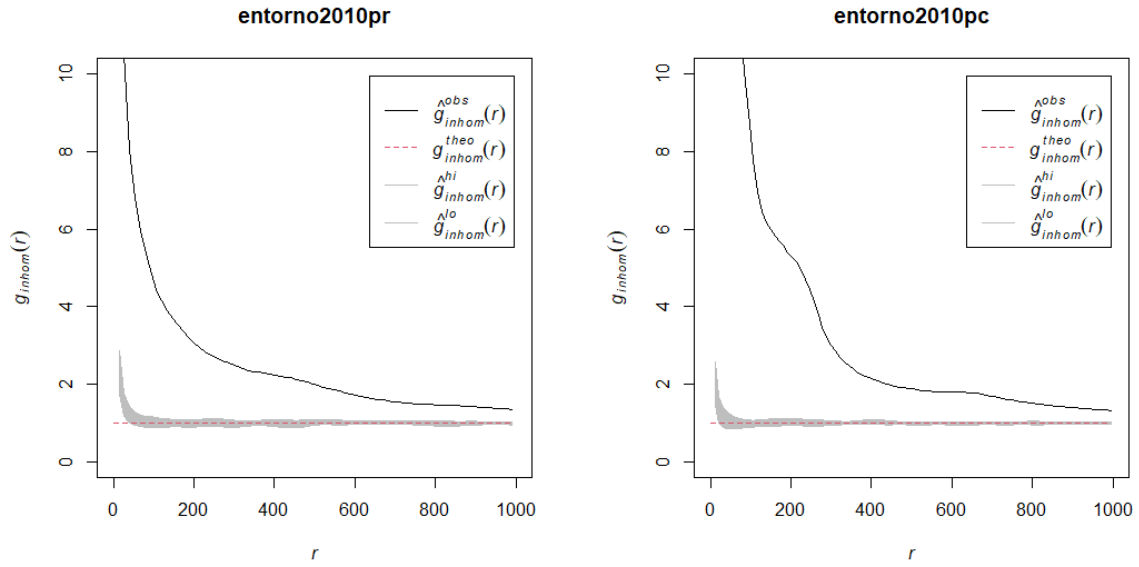 entorno2010pr
ĝ_inhom^obs(r)
g_inhom^theo(r)
ĝ_inhom^hi(r)
ĝ_inhom^lo(r)
g_inhom(r)
10
8
6
4
2
0
0 200 400 600 800 1000
r
entorno2010pc
ĝ_inhom^obs(r)
g_inhom^theo(r)
ĝ_inhom^hi(r)
ĝ_inhom^lo(r)
g_inhom(r)
10
8
6
4
2
0
0 200 400 600 800 1000
r